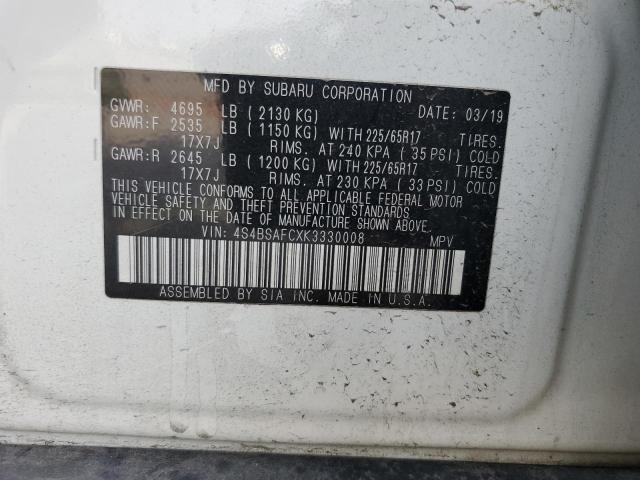 MFD BY SUBARU CORPORATION
GVWR: 4695 LB (2130 KG) DATE: 03/19
GAWR:F 2535 LB (1150 KG) WITH 225/65R17 TIRES.
17X7J RIMS. AT 240 KPA (35 PSI) COLD
GAWR:R 2645 LB (1200 KG) WITH 225/65R17 TIRES.
17X7J RIMS. AT 230 KPA (33 PSI) COLD
THIS VEHICLE CONFORMS TO ALL APPLICABLE FEDERAL MOTOR
VEHICLE SAFETY AND THEFT PREVENTION STANDARDS
IN EFFECT ON THE DATE OF MANUFACTURE SHOWN ABOVE.
VIN: 4S4BSAFCXK3330008 MPV
ASSEMBLED BY SIA INC. MADE IN U.S.A.